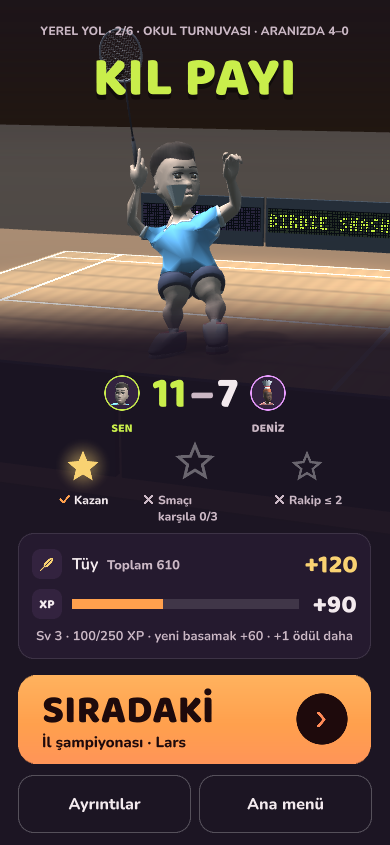 YEREL YOL · 2/6 · OKUL TURNUVASI · ARANIZDA 4–0
KIL PAYI
BIRDIE SMASH
11–7
SEN
DENİZ
Kazan
Smaçı
karşıla 0/3
Rakip ≤ 2
Tüy Toplam 610 +120
XP +90
Sv 3 · 100/250 XP · yeni basamak +60 · +1 ödül daha
SIRADAKİ
İl şampiyonası · Lars
Ayrıntılar
Ana menü